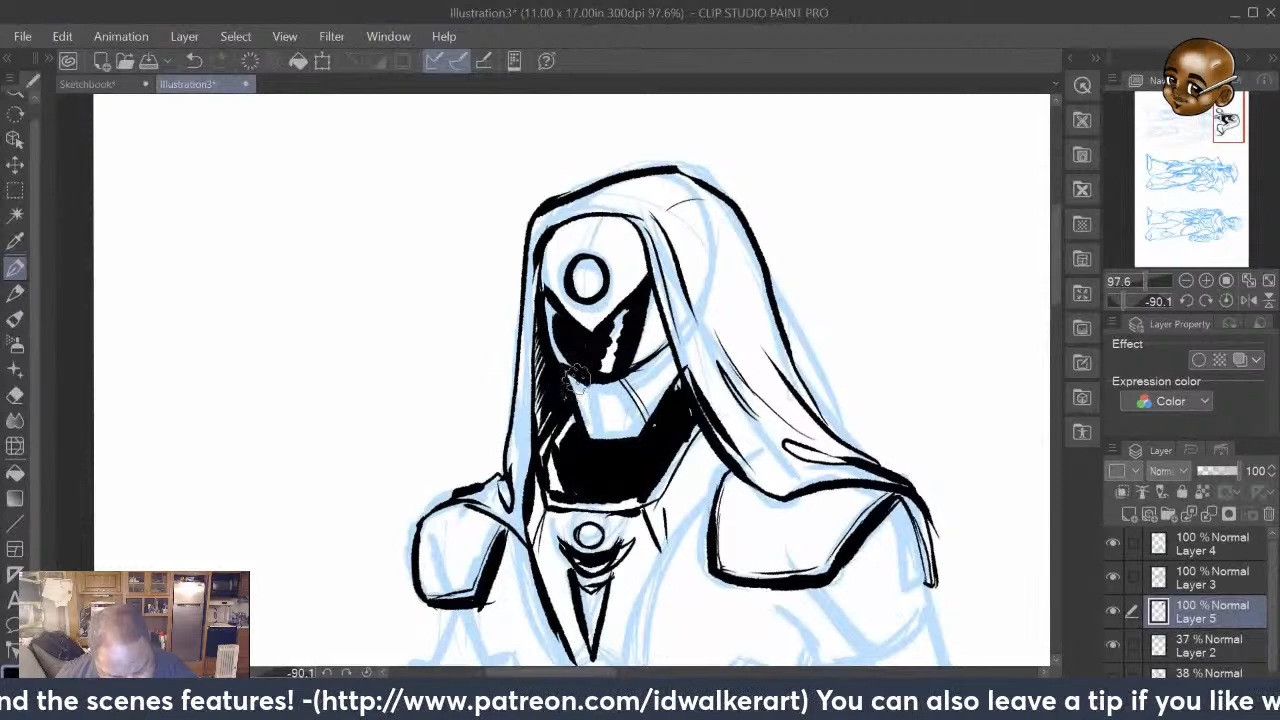 Illustration3* (11.00 x 17.00in 300dpi 97.6%) - CLIP STUDIO PAINT PRO
File Edit Animation Layer Select View Filter Window Help
Sketchbook* Illustration3*
97.6
-90.1
Layer Property
Effect
Expression color
Color
Layer
Norm 100
100 % Normal
Layer 4
100 % Normal
Layer 3
100 % Normal
Layer 5
37 % Normal
Layer 2
38 % Normal
-90.1
nd the scenes features! -(http://www.patreon.com/idwalkerart) You can also leave a tip if you like w